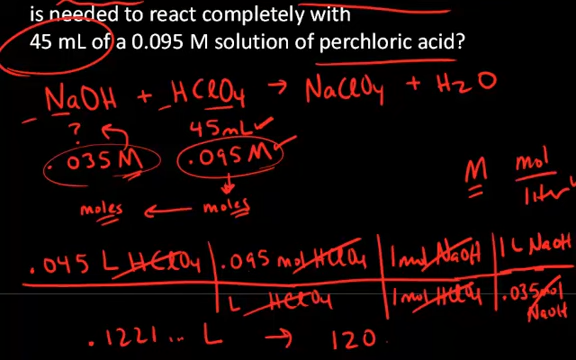 is needed to react completely with
45 mL of a 0.095 M solution of perchloric acid?
_ NaOH + _ HClO₄ → NaClO₄ + H₂O
? 45mL ✓
.035 M .095 M ✓
M mol
liter
moles ← moles
.045 L HClO₄ | .095 mol HClO₄ | 1 mol NaOH | 1 L NaOH
L HClO₄ | 1 mol HClO₄ | .035 mol NaOH
.1221... L → 120